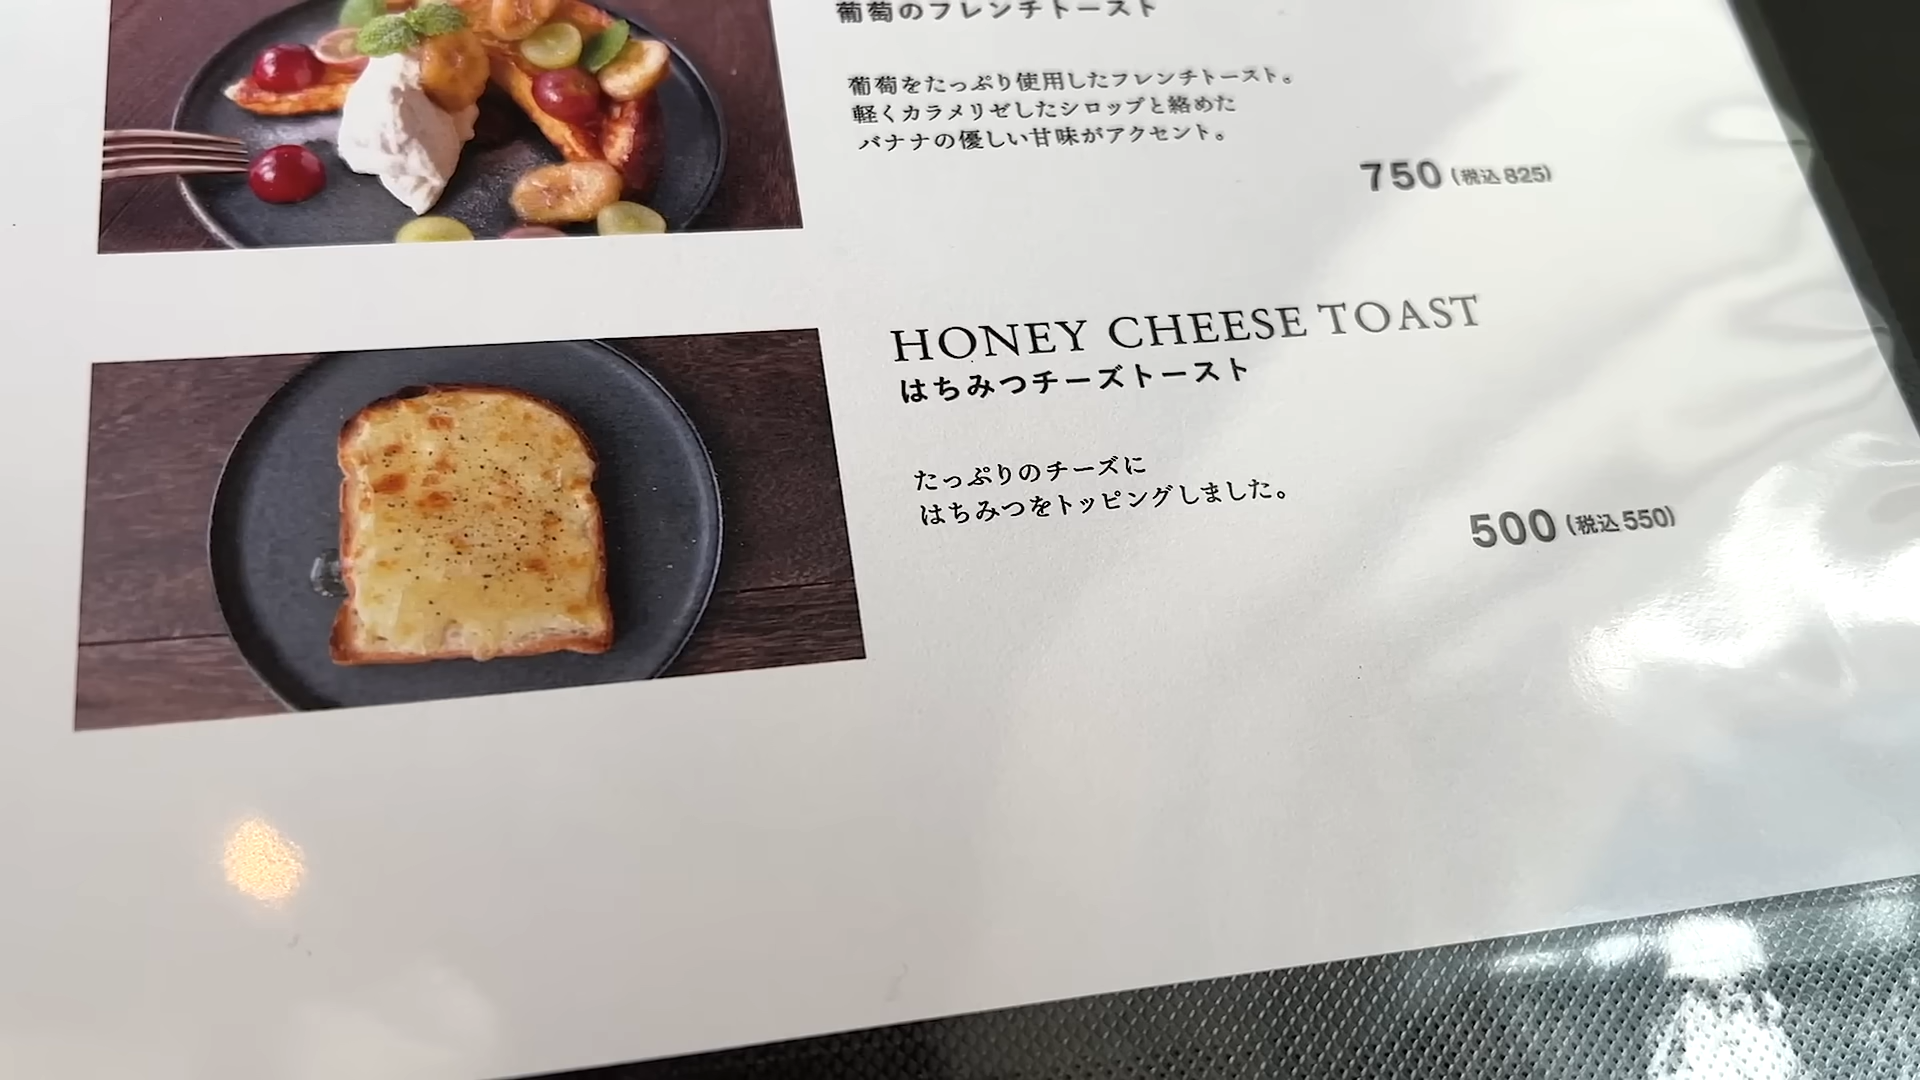 葡萄のフレンチトースト
葡萄をたっぷり使用したフレンチトースト。
軽くカラメリゼしたシロップと絡めた
バナナの優しい甘味がアクセント。
750 (税込 825)
HONEY CHEESE TOAST
はちみつチーズトースト
たっぷりのチーズに
はちみつをトッピングしました。
500 (税込 550)